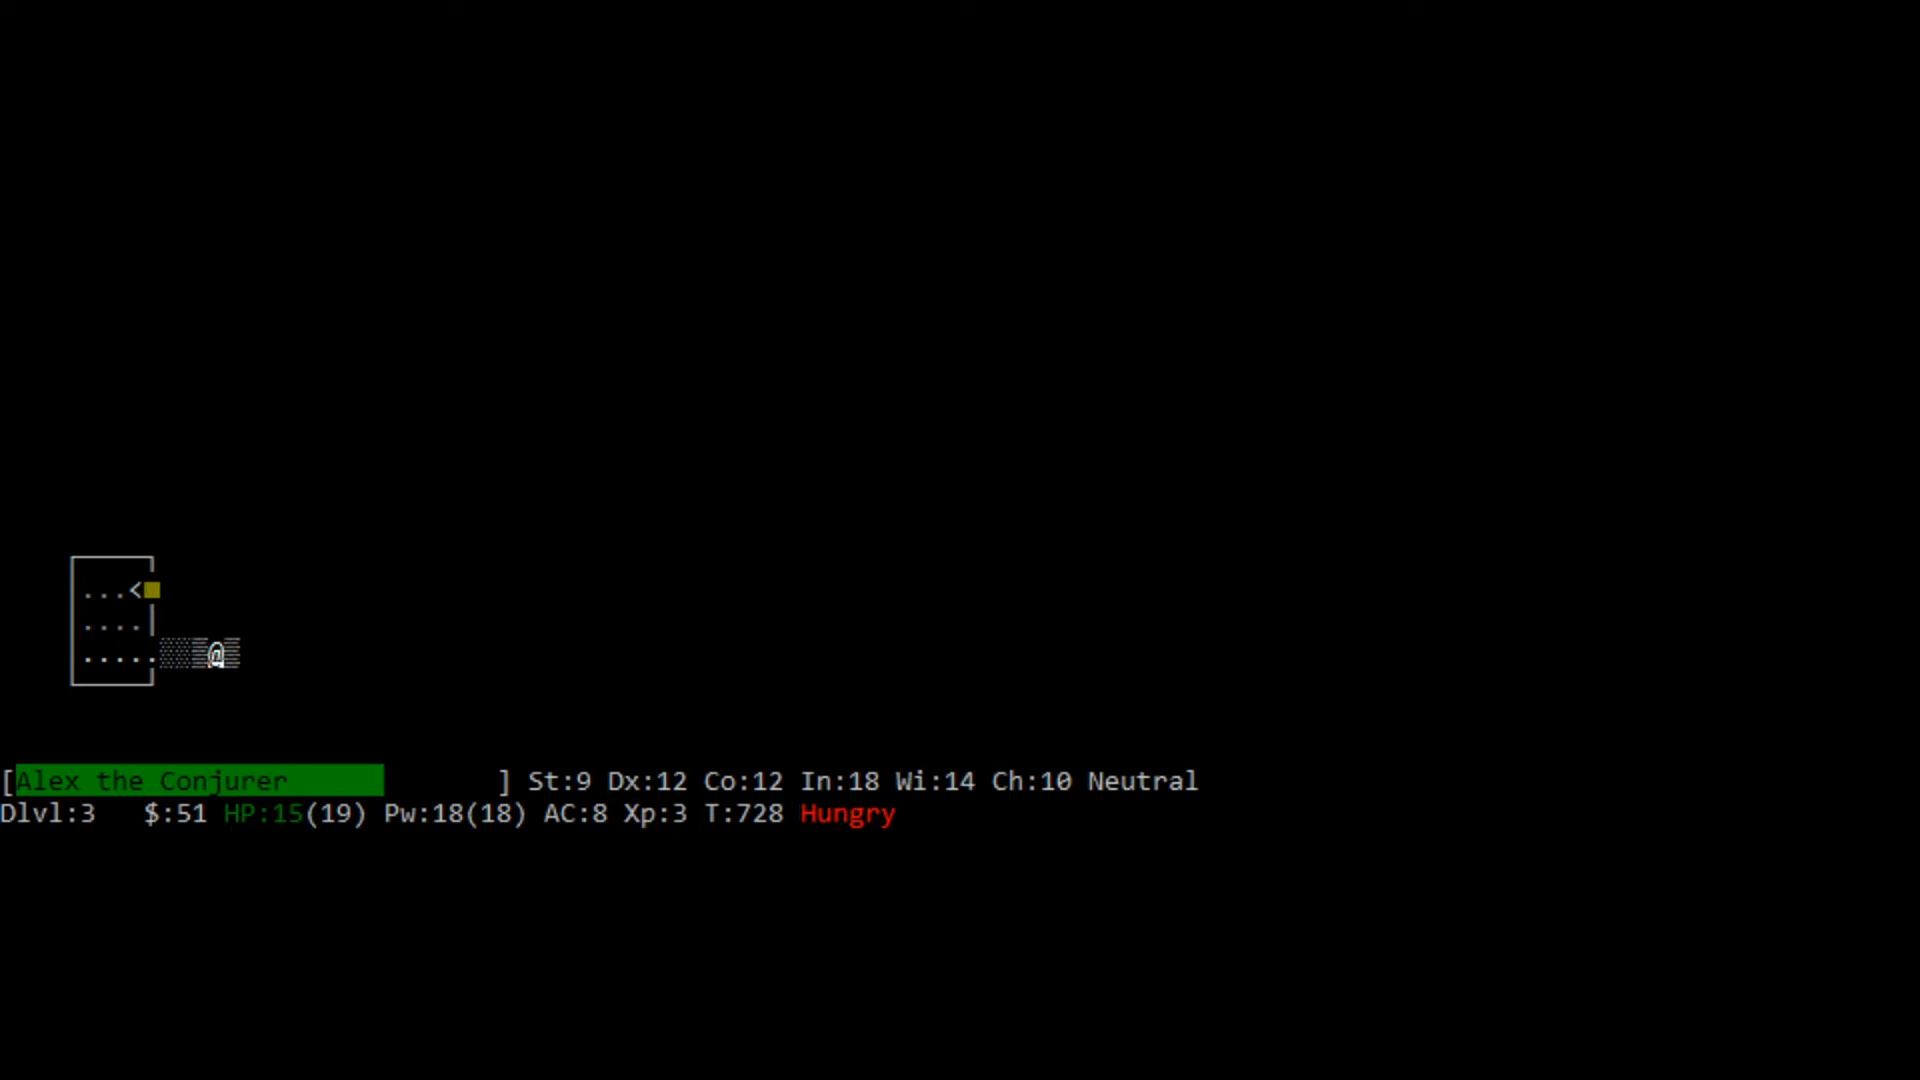 ...<
....|
.....  @
[Alex the Conjurer ] St:9 Dx:12 Co:12 In:18 Wi:14 Ch:10 Neutral
Dlvl:3 $:51 HP:15(19) Pw:18(18) AC:8 Xp:3 T:728 Hungry